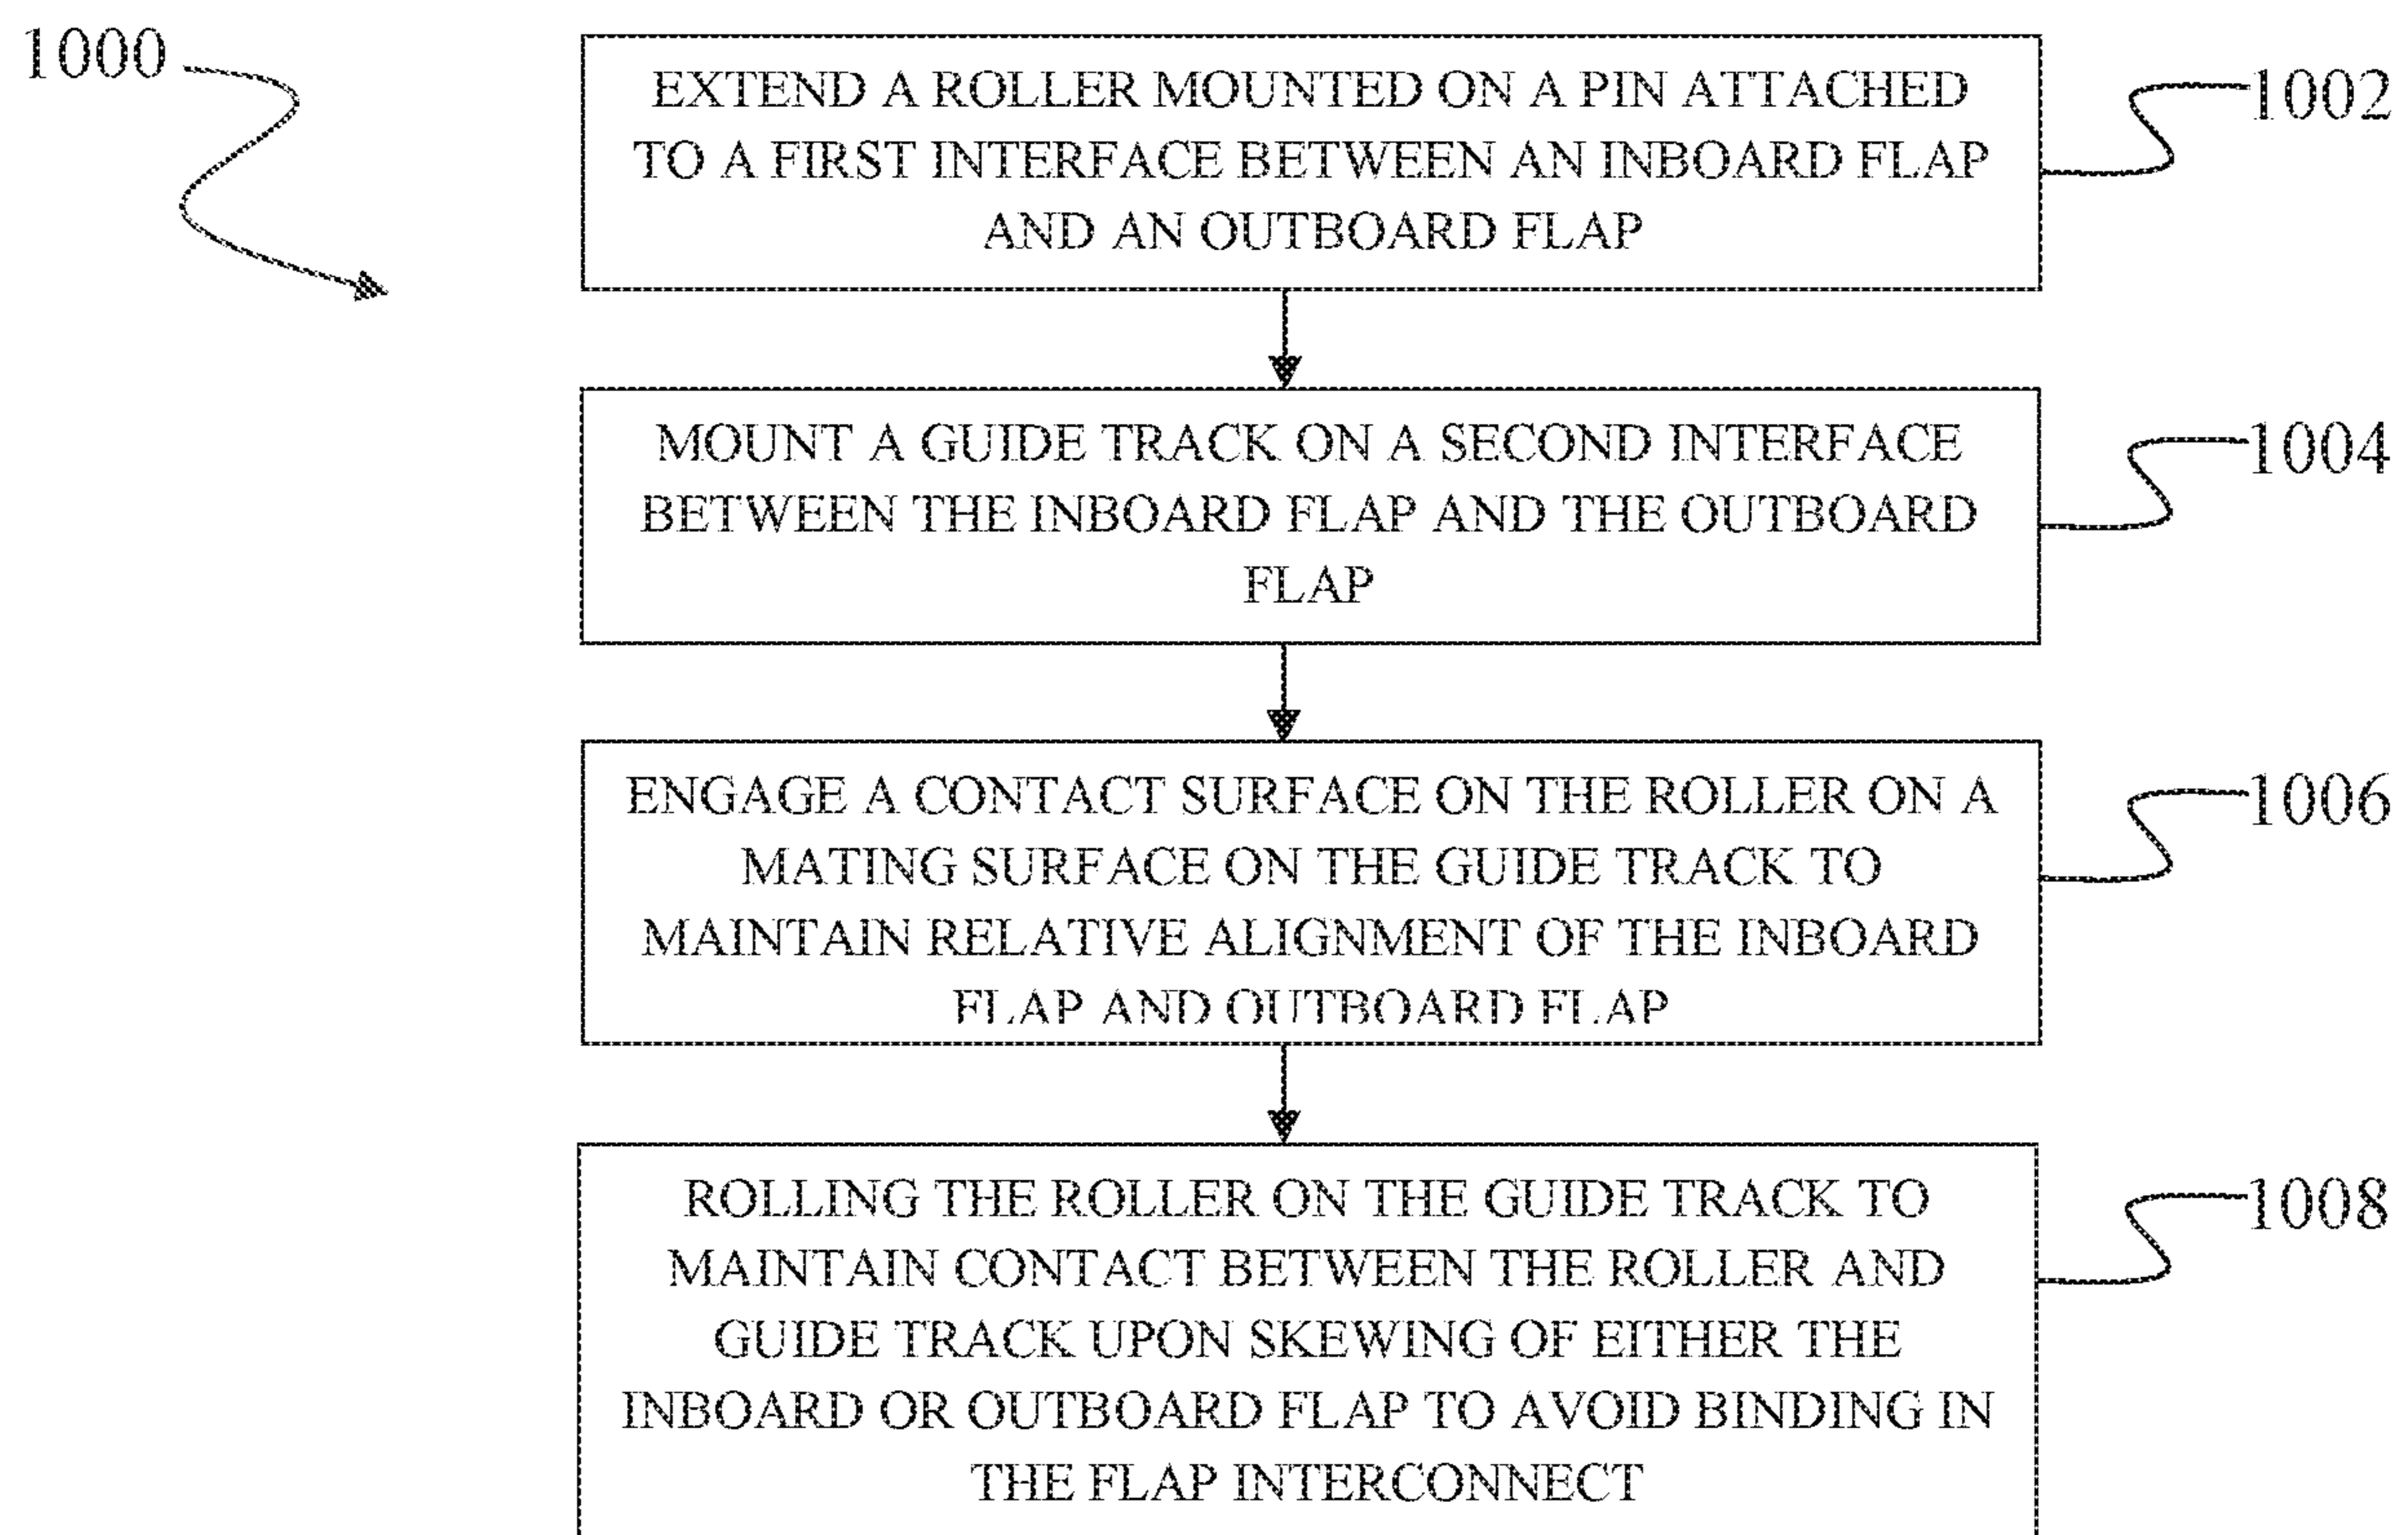 1000
EXTEND A ROLLER MOUNTED ON A PIN ATTACHED
TO A FIRST INTERFACE BETWEEN AN INBOARD FLAP
AND AN OUTBOARD FLAP
1002
MOUNT A GUIDE TRACK ON A SECOND INTERFACE
BETWEEN THE INBOARD FLAP AND THE OUTBOARD
FLAP
1004
ENGAGE A CONTACT SURFACE ON THE ROLLER ON A
MATING SURFACE ON THE GUIDE TRACK TO
MAINTAIN RELATIVE ALIGNMENT OF THE INBOARD
FLAP AND OUTBOARD FLAP
1006
ROLLING THE ROLLER ON THE GUIDE TRACK TO
MAINTAIN CONTACT BETWEEN THE ROLLER AND
GUIDE TRACK UPON SKEWING OF EITHER THE
INBOARD OR OUTBOARD FLAP TO AVOID BINDING IN
THE FLAP INTERCONNECT
1008